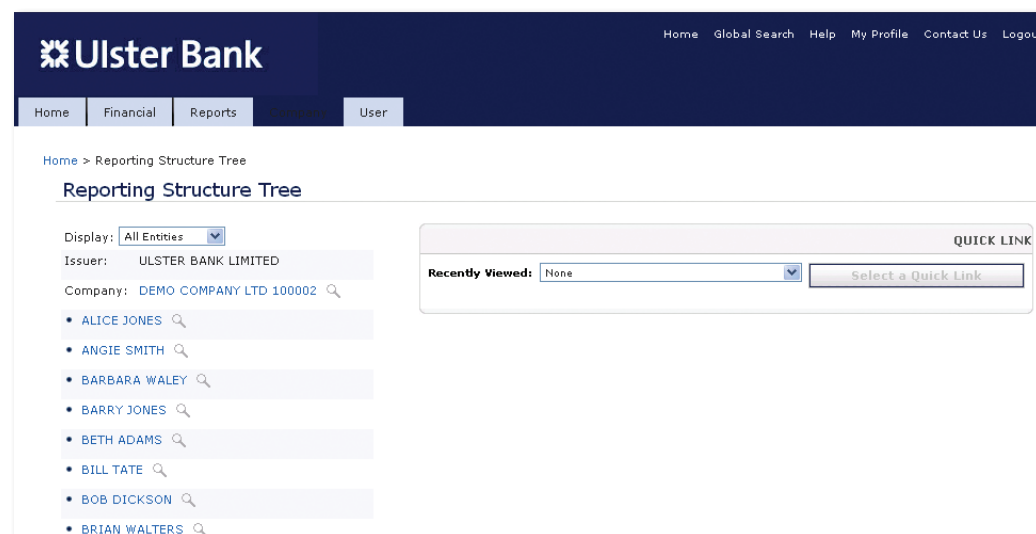 Home Global Search Help My Profile Contact Us
Ulster Bank
Home Financial Reports User
Home > Reporting Structure Tree
Reporting Structure Tree
Display: All Entities
QUICK LINK
Issuer: ULSTER BANK LIMITED
Recently Viewed: None Select a Quick Link
Company: DEMO COMPANY LTD 100002
• ALICE JONES
• ANGIE SMITH
• BARBARA WALEY
• BARRY JONES
• BETH ADAMS
• BILL TATE
• BOB DICKSON
• BRIAN WALTERS